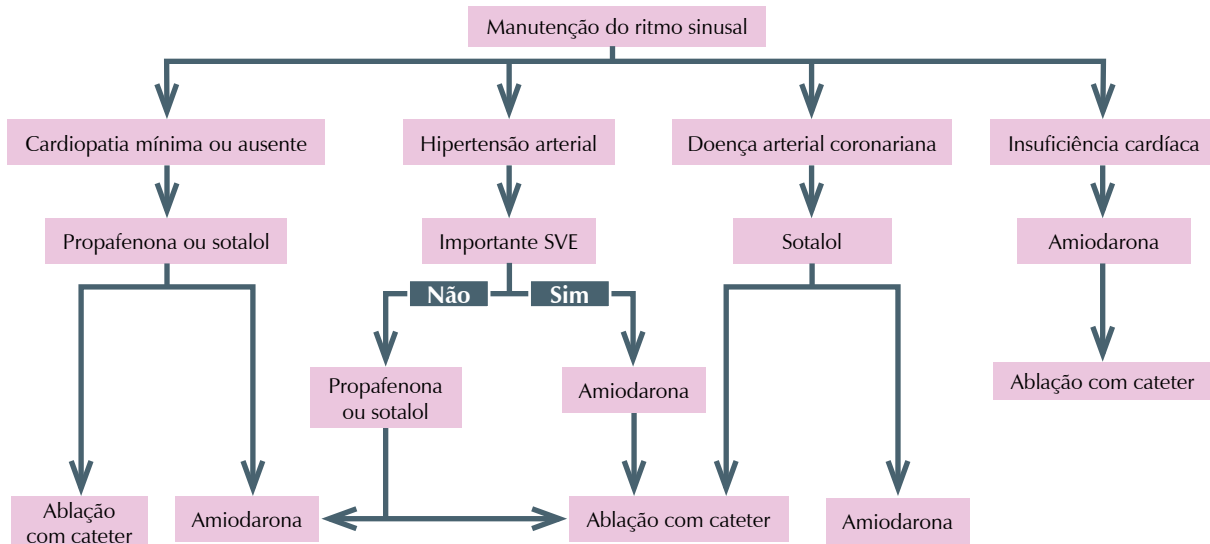 Manutenção do ritmo sinusal
Cardiopatia mínima ou ausente
Hipertensão arterial
Doença arterial coronariana
Insuficiência cardíaca
Propafenona ou sotalol
Importante SVE
Sotalol
Amiodarona
Não
Sim
Propafenona
ou sotalol
Amiodarona
Ablação com cateter
Ablação
com cateter
Amiodarona
Ablação com cateter
Amiodarona